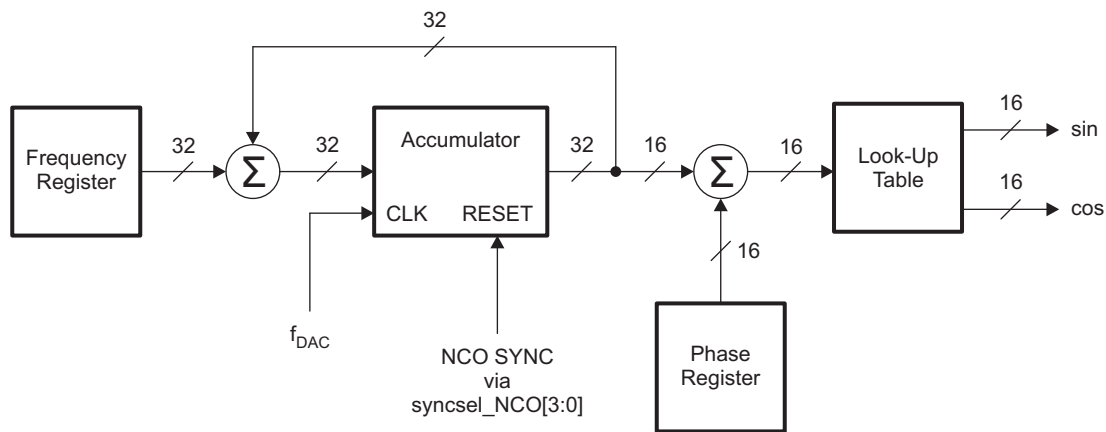 32
Frequency
Register
32
Σ
32
Accumulator
CLK
RESET
32
16
Σ
16
Look-Up
Table
16
sin
16
cos
16
f_DAC
NCO SYNC
via
syncsel_NCO[3:0]
Phase
Register